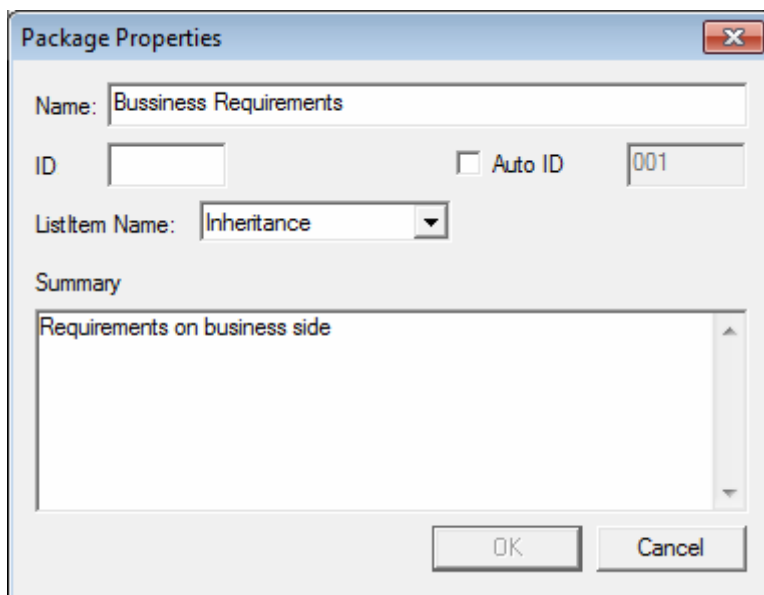 Package Properties
Name: Bussiness Requirements
ID Auto ID 001
ListItem Name: Inheritance
Summary
Requirements on business side
OK Cancel